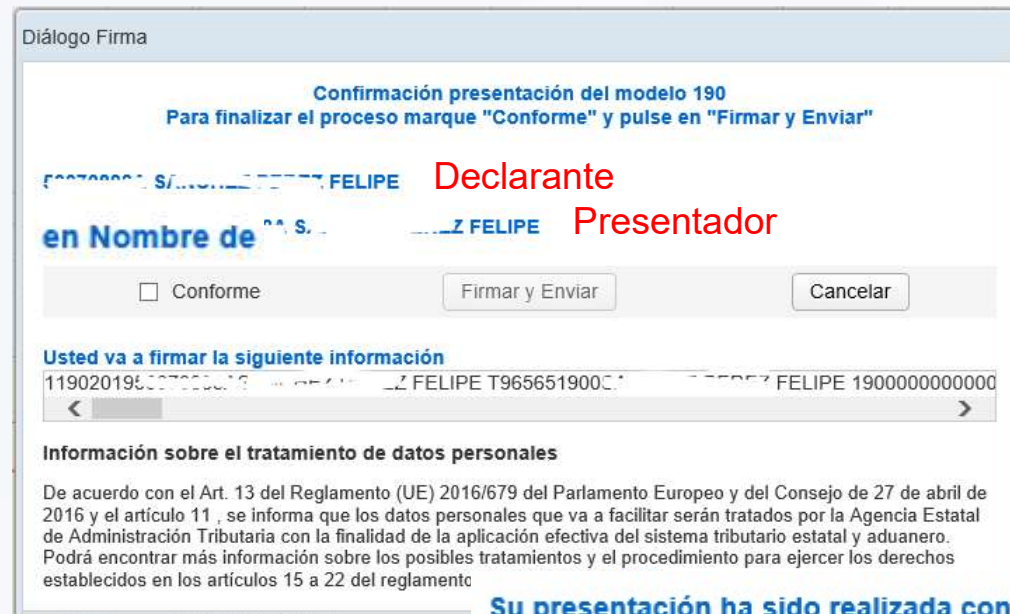 Diálogo Firma
Confirmación presentación del modelo 190
Para finalizar el proceso marque "Conforme" y pulse en "Firmar y Enviar"
FELIPE Declarante
en Nombre de FELIPE Presentador
Conforme Firmar y Enviar Cancelar
Usted va a firmar la siguiente información
FELIPE FELIPE 1900000000000
Información sobre el tratamiento de datos personales
De acuerdo con el Art. 13 del Reglamento (UE) 2016/679 del Parlamento Europeo y del Consejo de 27 de abril de
2016 y el artículo 11 , se informa que los datos personales que va a facilitar serán tratados por la Agencia Estatal
de Administración Tributaria con la finalidad de la aplicación efectiva del sistema tributario estatal y aduanero.
Podrá encontrar más información sobre los posibles tratamientos y el procedimiento para ejercer los derechos
establecidos en los artículos 15 a 22 del reglamento
Su presentación ha sido realizada con